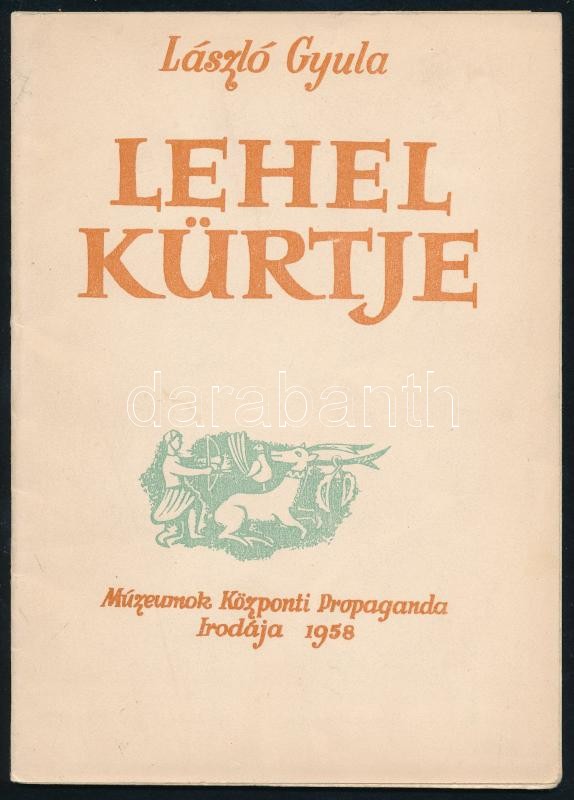 László Gyula
LEHEL
KÜRTJE
darabanth
Múzeumok Központi Propaganda
Irodája 1958